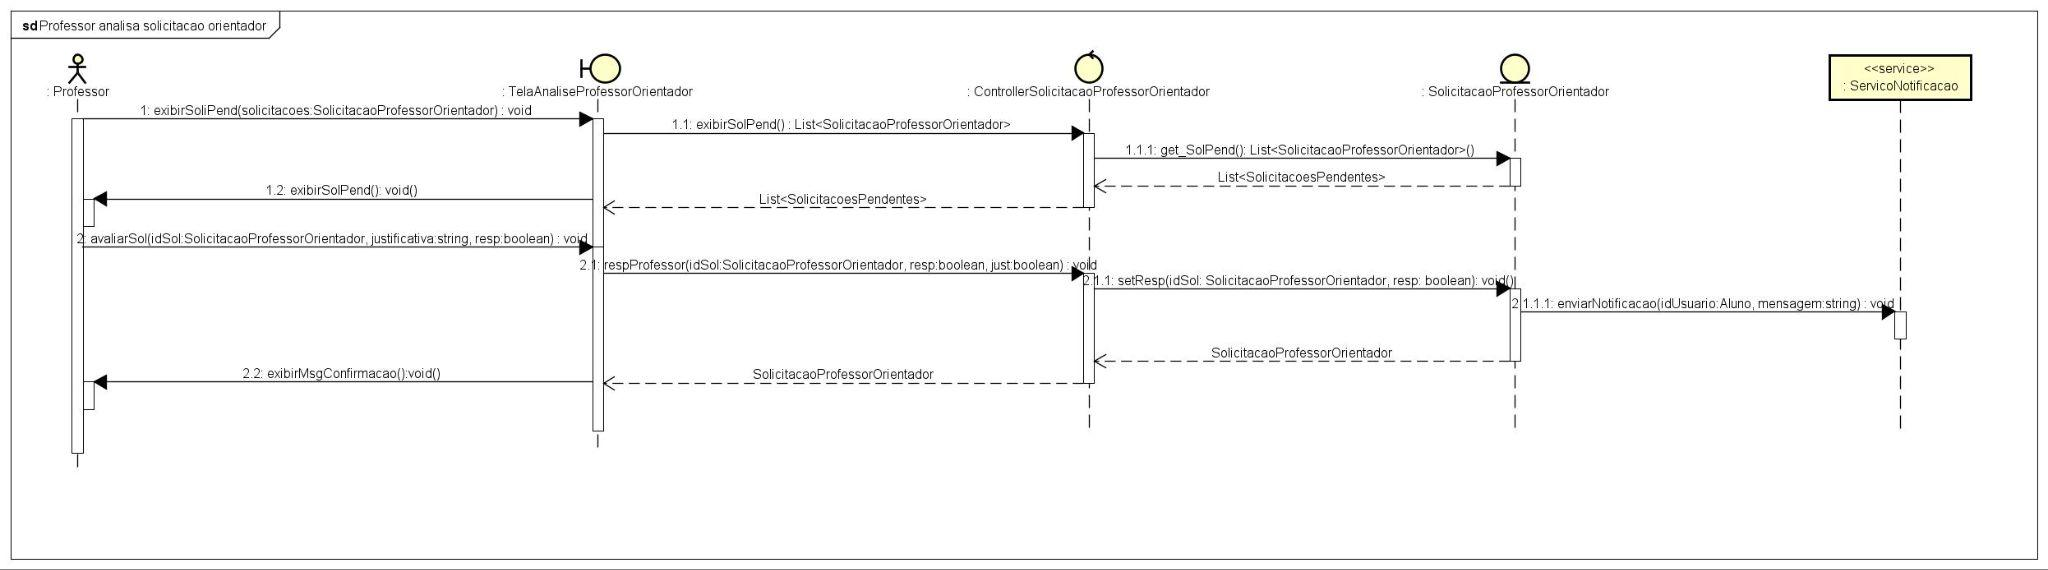 sd Professor analisa solicitacao orientador
: Professor
: TelaAnaliseProfessorOrientador
: ControllerSolicitacaoProfessorOrientador
: SolicitacaoProfessorOrientador
<<service>>
: ServicoNotificacao
1: exibirSoliPend(solicitacoes:SolicitacaoProfessorOrientador) : void
1.1: exibirSolPend() : List<SolicitacaoProfessorOrientador>
1.1.1: get_SolPend(): List<SolicitacaoProfessorOrientador>()
List<SolicitacoesPendentes>
1.2: exibirSolPend(): void()
List<SolicitacoesPendentes>
2: avaliarSol(idSol:SolicitacaoProfessorOrientador, justificativa:string, resp:boolean) : void
2.1: respProfessor(idSol:SolicitacaoProfessorOrientador, resp:boolean, just:boolean) : void
2.1.1: setResp(idSol: SolicitacaoProfessorOrientador, resp: boolean): void()
2.1.1.1: enviarNotificacao(idUsuario:Aluno, mensagem:string) : void
SolicitacaoProfessorOrientador
2.2: exibirMsgConfirmacao():void()
SolicitacaoProfessorOrientador